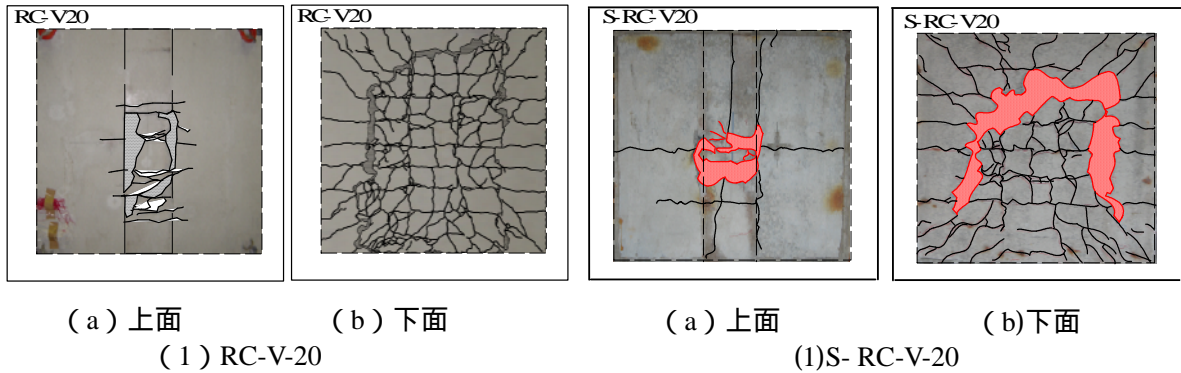 RC-V20
RC-V20
S-RC-V20
S-RC-V20
（a）上面
（b）下面
（a）上面
（b)下面
（1）RC-V-20
(1)S- RC-V-20